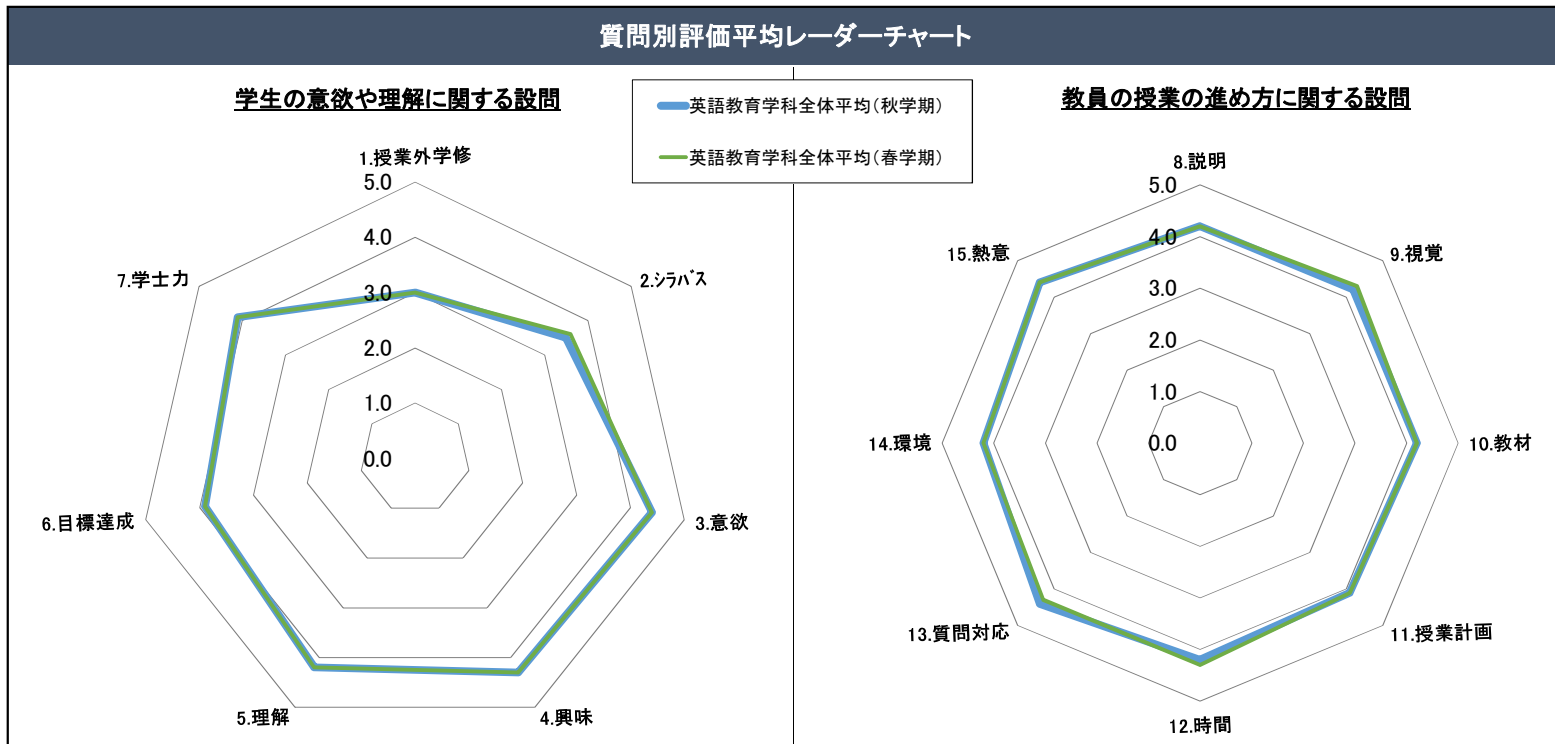 質問別評価平均レーダーチャート
学生の意欲や理解に関する設問
英語教育学科全体平均(秋学期)
英語教育学科全体平均(春学期)
教員の授業の進め方に関する設問
1.授業外学修
2.ｼﾗﾊﾞｽ
3.意欲
4.興味
5.理解
6.目標達成
7.学士力
5.0
4.0
3.0
2.0
1.0
0.0
8.説明
9.視覚
10.教材
11.授業計画
12.時間
13.質問対応
14.環境
15.熱意
5.0
4.0
3.0
2.0
1.0
0.0